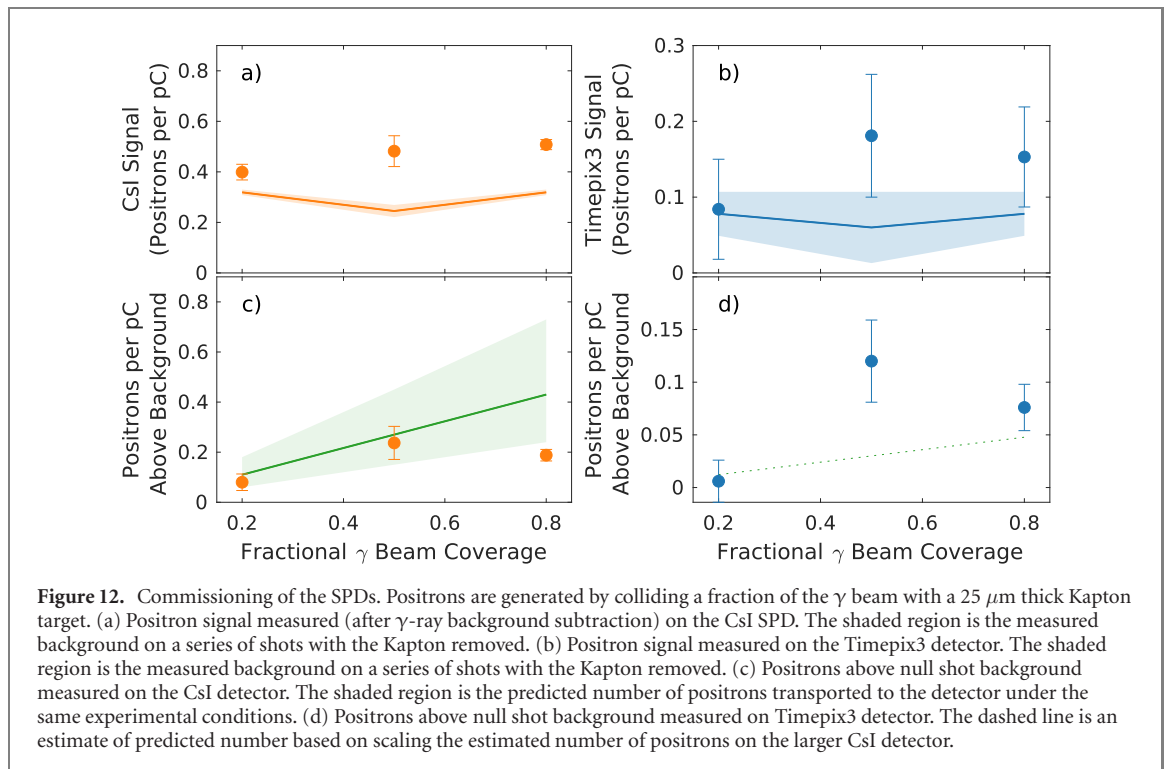 a)
CsI Signal
(Positrons per pC)
0.8
0.6
0.4
0.2
0
b)
Timepix3 Signal
(Positrons per pC)
0.3
0.2
0.1
0
c)
Positrons per pC
Above Background
0.8
0.6
0.4
0.2
0
0.2 0.4 0.6 0.8
Fractional γ Beam Coverage
d)
Positrons per pC
Above Background
0.15
0.1
0.05
0
0.2 0.4 0.6 0.8
Fractional γ Beam Coverage
Figure 12. Commissioning of the SPDs. Positrons are generated by colliding a fraction of the γ beam with a 25 μm thick Kapton
target. (a) Positron signal measured (after γ-ray background subtraction) on the CsI SPD. The shaded region is the measured
background on a series of shots with the Kapton removed. (b) Positron signal measured on the Timepix3 detector. The shaded
region is the measured background on a series of shots with the Kapton removed. (c) Positrons above null shot background
measured on the CsI detector. The shaded region is the predicted number of positrons transported to the detector under the
same experimental conditions. (d) Positrons above null shot background measured on Timepix3 detector. The dashed line is an
estimate of predicted number based on scaling the estimated number of positrons on the larger CsI detector.